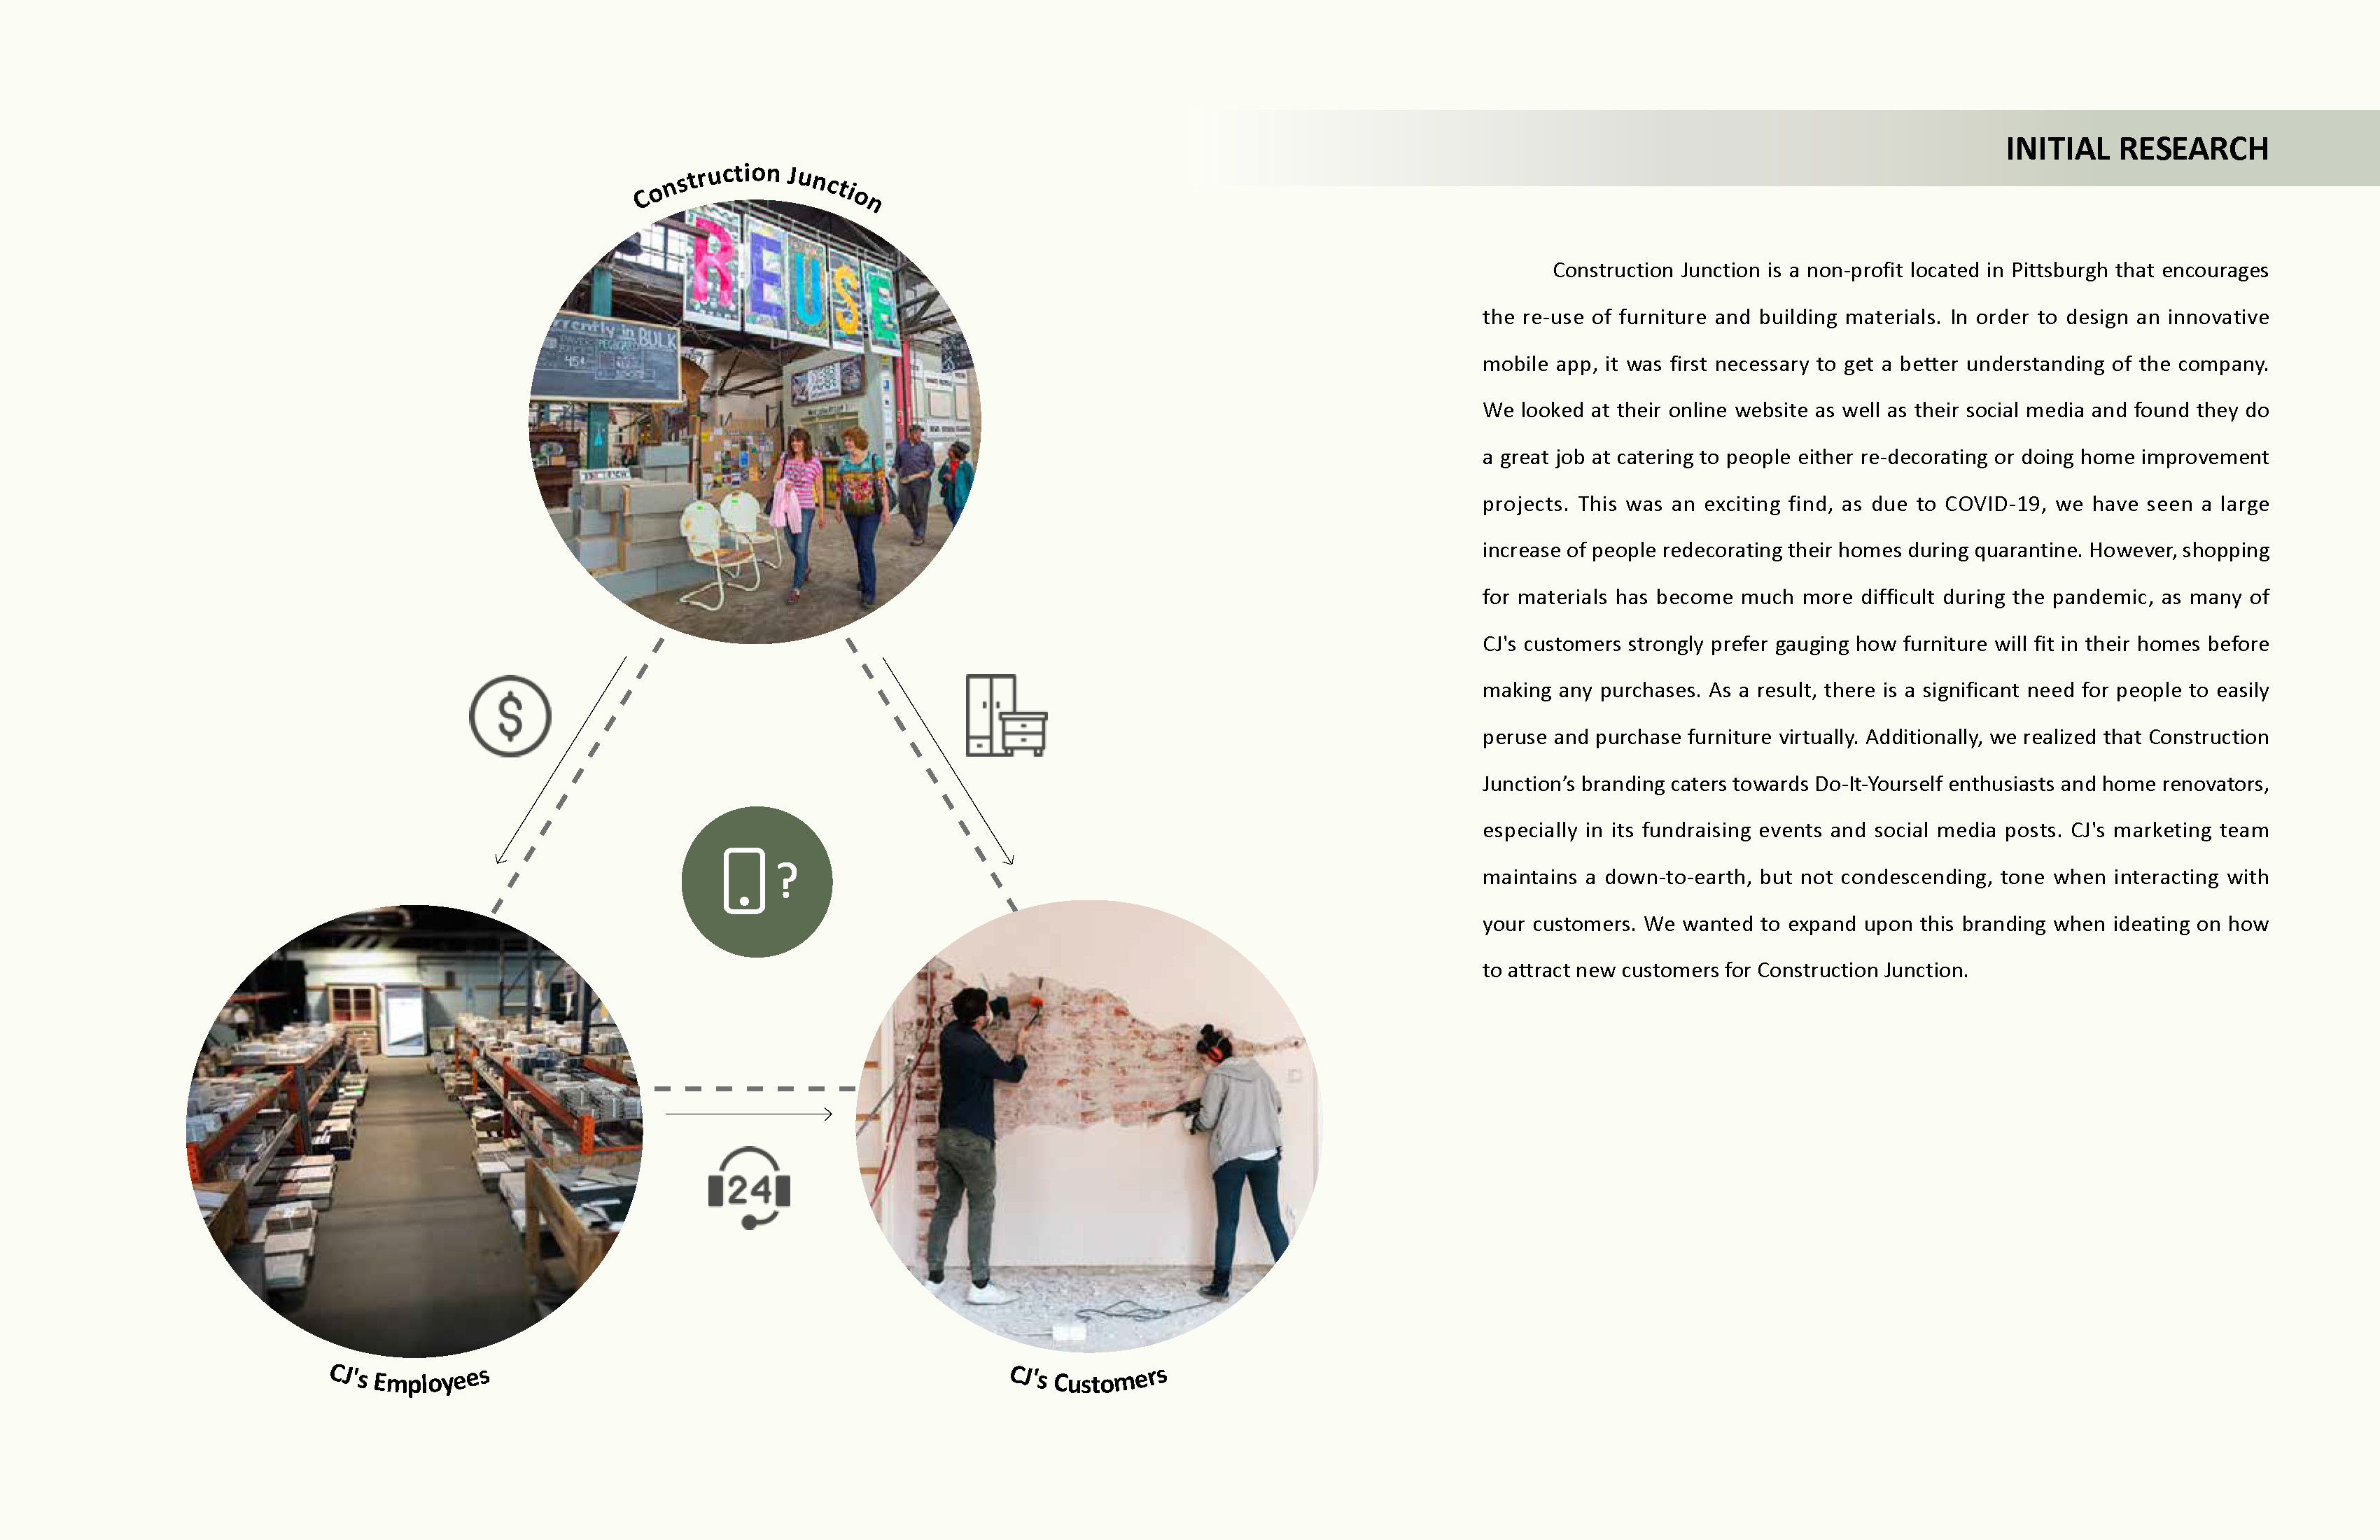 INITIAL RESEARCH
Construction Junction
REUSE
rrently in BULK
45¢
$
?
24
CJ's Employees
CJ's Customers
Construction Junction is a non-profit located in Pittsburgh that encourages
the re-use of furniture and building materials. In order to design an innovative
mobile app, it was first necessary to get a better understanding of the company.
We looked at their online website as well as their social media and found they do
a great job at catering to people either re-decorating or doing home improvement
projects. This was an exciting find, as due to COVID-19, we have seen a large
increase of people redecorating their homes during quarantine. However, shopping
for materials has become much more difficult during the pandemic, as many of
CJ's customers strongly prefer gauging how furniture will fit in their homes before
making any purchases. As a result, there is a significant need for people to easily
peruse and purchase furniture virtually. Additionally, we realized that Construction
Junction’s branding caters towards Do-It-Yourself enthusiasts and home renovators,
especially in its fundraising events and social media posts. CJ's marketing team
maintains a down-to-earth, but not condescending, tone when interacting with
your customers. We wanted to expand upon this branding when ideating on how
to attract new customers for Construction Junction.